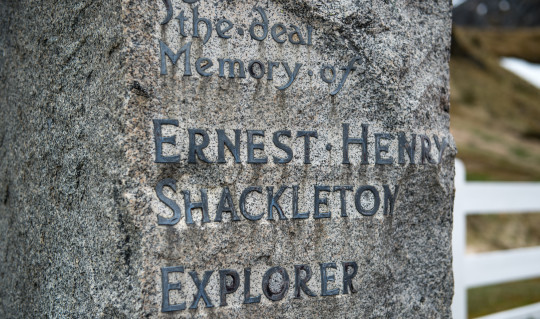 the·dear
Memory·of
ERNEST·HENRY
SHACKLETON
EXPLORER